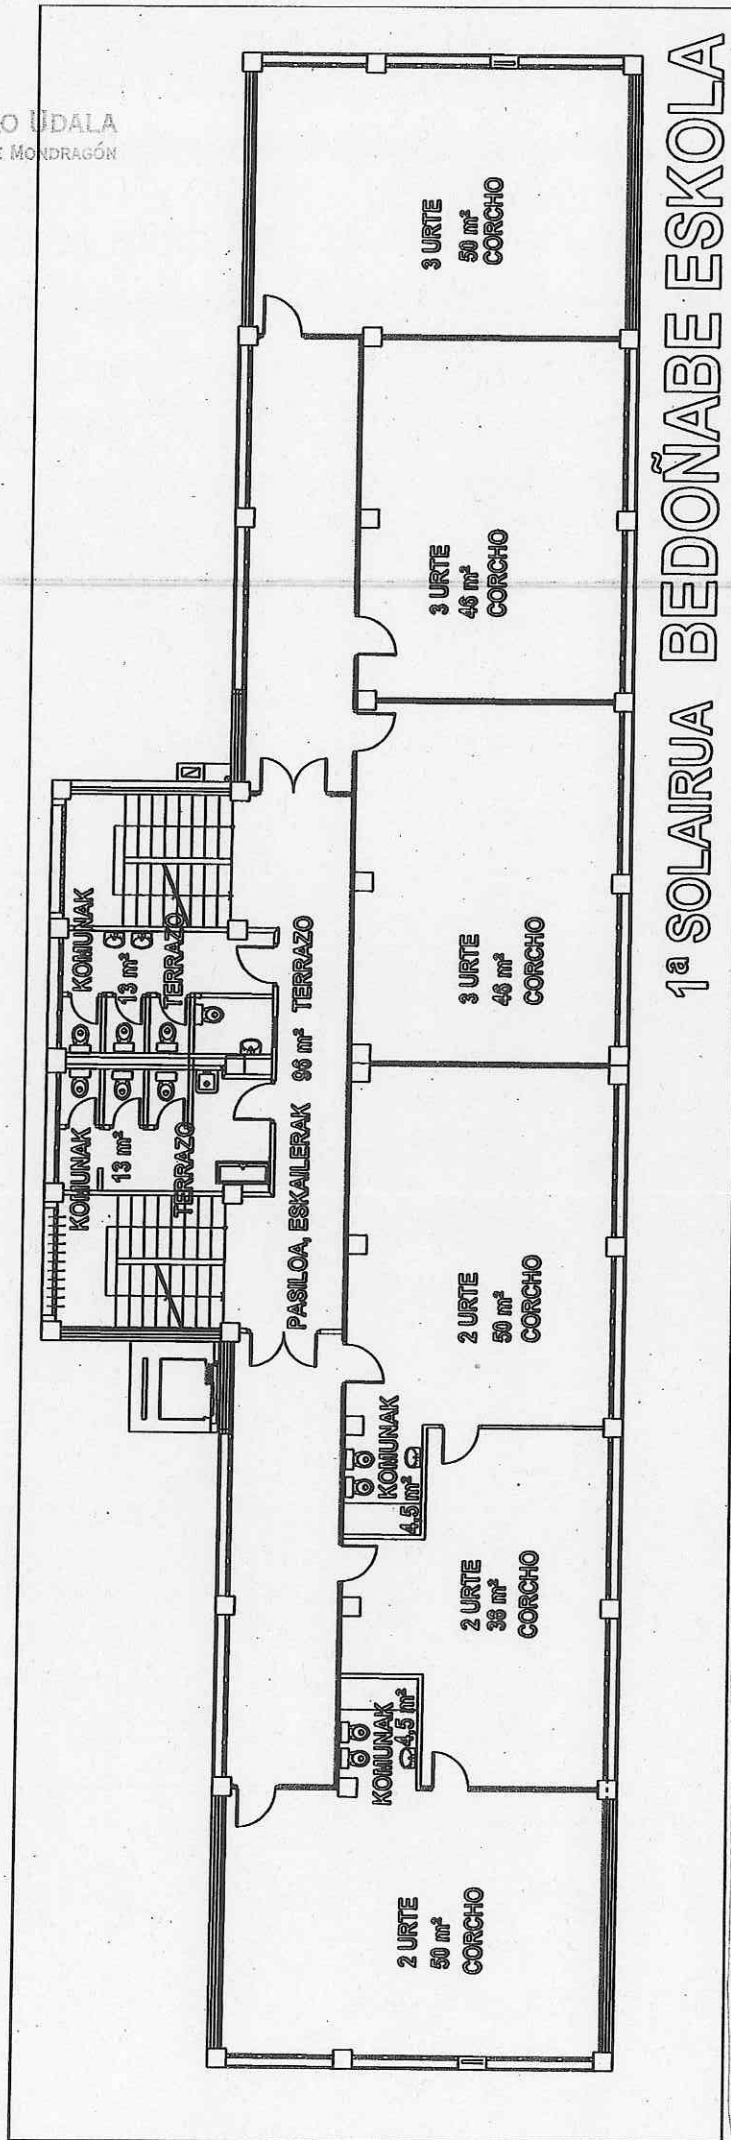 O UDALA
E MONDRAGÓN
1ª SOLAIRUA BEDOÑABE ESKOLA
KOMUNAK
13 m²
TERRAZO
KOMUNAK
13 m²
TERRAZO
PASILOA, ESKAILERAK 96 m² TERRAZO
2 URTE
50 m²
CORCHO
KOMUNAK
4,5 m²
2 URTE
38 m²
CORCHO
KOMUNAK
4.5 m²
2 URTE
50 m²
CORCHO
3 URTE
46 m²
CORCHO
3 URTE
46 m²
CORCHO
3 URTE
50 m²
CORCHO